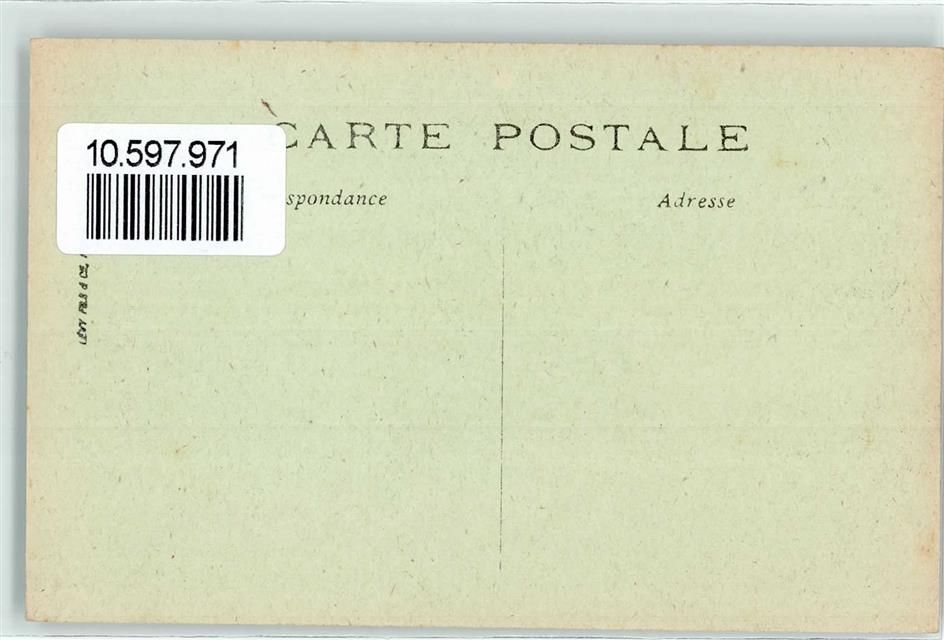 CARTE POSTALE
10.597.971
spondance
Adresse